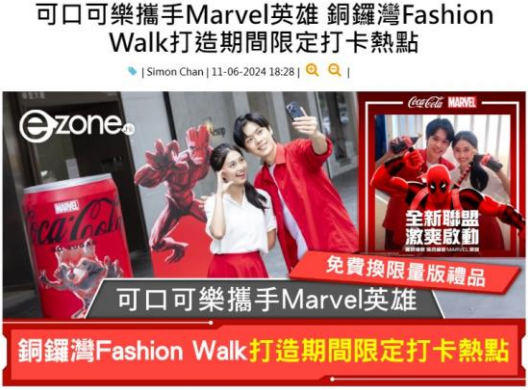 可口可樂攜手Marvel英雄 銅鑼灣Fashion
Walk打造期間限定打卡熱點
| Simon Chan | 11-06-2024 18:28 | |
e-zone.hk
Coca-Cola MARVEL
MARVEL
Coca-Cola
全新聯盟
激爽啟動
免費換限量版禮品
可口可樂攜手Marvel英雄
銅鑼灣Fashion Walk打造期間限定打卡熱點